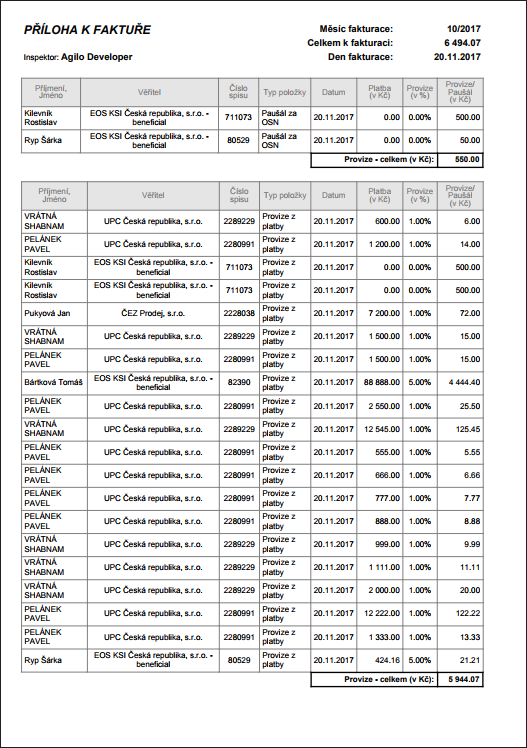 PŘÍLOHA K FAKTUŘE
Měsíc fakturace: 10/2017
Celkem k fakturaci: 6 494.07
Inspektor: Agilo Developer
Den fakturace: 20.11.2017
Příjmení, Jméno Věřitel Číslo spisu Typ položky Datum Platba (v Kč) Provize (v %) Provize/ Paušál (v Kč)
Kilevník Rostislav EOS KSI Česká republika, s.r.o. - beneficial 711073 Paušál za OSN 20.11.2017 0.00 0.00% 500.00
Ryp Šárka EOS KSI Česká republika, s.r.o. - beneficial 80529 Paušál za OSN 20.11.2017 0.00 0.00% 50.00
Provize - celkem (v Kč): 550.00
Příjmení, Jméno Věřitel Číslo spisu Typ položky Datum Platba (v Kč) Provize (v %) Provize/ Paušál (v Kč)
VRÁTNÁ SHABNAM UPC Česká republika, s.r.o. 2289229 Provize z platby 20.11.2017 600.00 1.00% 6.00
PELÁNEK PAVEL UPC Česká republika, s.r.o. 2280991 Provize z platby 20.11.2017 1 200.00 1.00% 14.00
Kilevník Rostislav EOS KSI Česká republika, s.r.o. - beneficial 711073 Provize z platby 20.11.2017 0.00 0.00% 500.00
Kilevník Rostislav EOS KSI Česká republika, s.r.o. - beneficial 711073 Provize z platby 20.11.2017 0.00 0.00% 500.00
Pukyová Jan ČEZ Prodej, s.r.o. 2228038 Provize z platby 20.11.2017 7 200.00 1.00% 72.00
VRÁTNÁ SHABNAM UPC Česká republika, s.r.o. 2289229 Provize z platby 20.11.2017 1 500.00 1.00% 15.00
PELÁNEK PAVEL UPC Česká republika, s.r.o. 2280991 Provize z platby 20.11.2017 1 500.00 1.00% 15.00
Bártková Tomáš EOS KSI Česká republika, s.r.o. - beneficial 82390 Provize z platby 20.11.2017 88 888.00 5.00% 4 444.40
PELÁNEK PAVEL UPC Česká republika, s.r.o. 2280991 Provize z platby 20.11.2017 2 550.00 1.00% 25.50
VRÁTNÁ SHABNAM UPC Česká republika, s.r.o. 2289229 Provize z platby 20.11.2017 12 545.00 1.00% 125.45
PELÁNEK PAVEL UPC Česká republika, s.r.o. 2280991 Provize z platby 20.11.2017 555.00 1.00% 5.55
PELÁNEK PAVEL UPC Česká republika, s.r.o. 2280991 Provize z platby 20.11.2017 666.00 1.00% 6.66
PELÁNEK PAVEL UPC Česká republika, s.r.o. 2280991 Provize z platby 20.11.2017 777.00 1.00% 7.77
PELÁNEK PAVEL UPC Česká republika, s.r.o. 2280991 Provize z platby 20.11.2017 888.00 1.00% 8.88
VRÁTNÁ SHABNAM UPC Česká republika, s.r.o. 2289229 Provize z platby 20.11.2017 999.00 1.00% 9.99
VRÁTNÁ SHABNAM UPC Česká republika, s.r.o. 2289229 Provize z platby 20.11.2017 1 111.00 1.00% 11.11
VRÁTNÁ SHABNAM UPC Česká republika, s.r.o. 2289229 Provize z platby 20.11.2017 2 000.00 1.00% 20.00
PELÁNEK PAVEL UPC Česká republika, s.r.o. 2280991 Provize z platby 20.11.2017 12 222.00 1.00% 122.22
PELÁNEK PAVEL UPC Česká republika, s.r.o. 2280991 Provize z platby 20.11.2017 1 333.00 1.00% 13.33
Ryp Šárka EOS KSI Česká republika, s.r.o. - beneficial 80529 Provize z platby 20.11.2017 424.16 5.00% 21.21
Provize - celkem (v Kč): 5 944.07